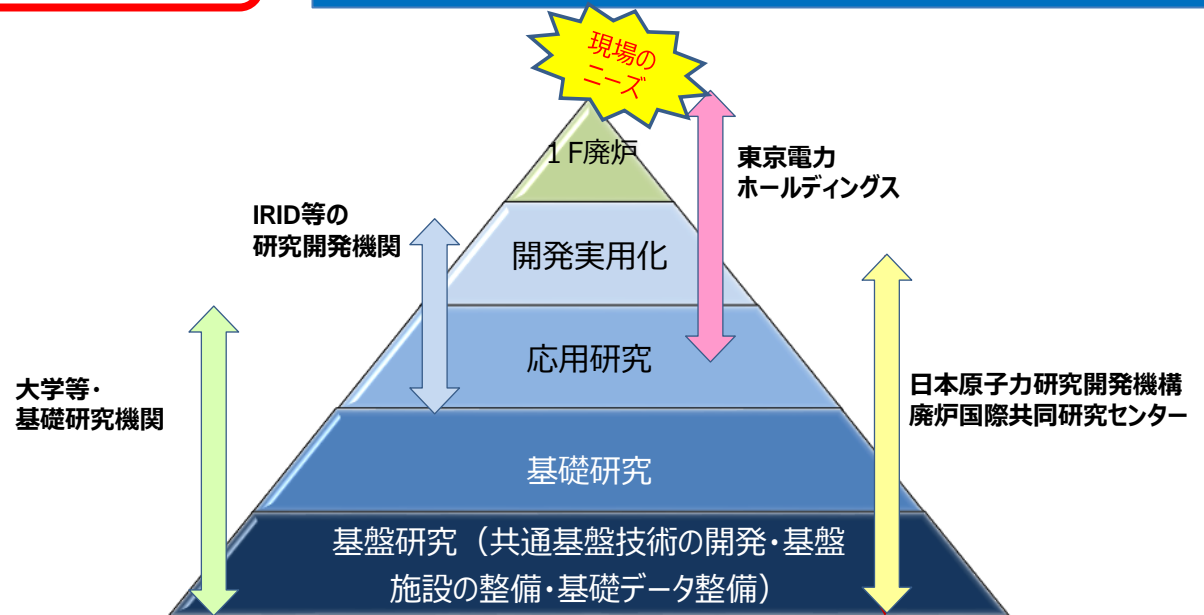 現場の
ニーズ
1F廃炉
東京電力
ホールディングス
IRID等の
研究開発機関
開発実用化
応用研究
大学等・
基礎研究機関
日本原子力研究開発機構
廃炉国際共同研究センター
基礎研究
基盤研究（共通基盤技術の開発・基盤
施設の整備・基礎データ整備）